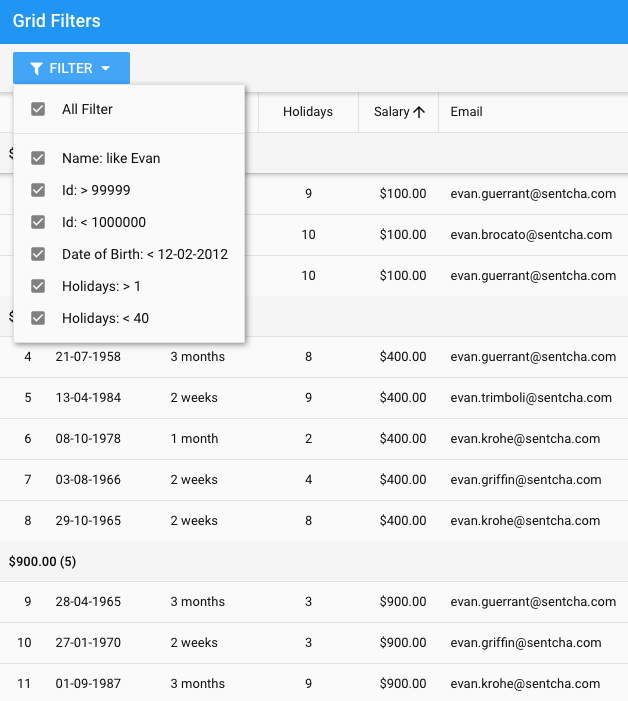 Grid Filters
FILTER
All Filter
Name: like Evan
Id: > 99999
Id: < 1000000
Date of Birth: < 12-02-2012
Holidays: > 1
Holidays: < 40
Holidays Salary Email
$
9 $100.00 evan.guerrant@sentcha.com
10 $100.00 evan.brocato@sentcha.com
10 $100.00 evan.guerrant@sentcha.com
$
4 21-07-1958 3 months 8 $400.00 evan.guerrant@sentcha.com
5 13-04-1984 2 weeks 9 $400.00 evan.trimboli@sentcha.com
6 08-10-1978 1 month 2 $400.00 evan.krohe@sentcha.com
7 03-08-1966 2 weeks 4 $400.00 evan.griffin@sentcha.com
8 29-10-1965 2 weeks 8 $400.00 evan.krohe@sentcha.com
$900.00 (5)
9 28-04-1965 3 months 3 $900.00 evan.guerrant@sentcha.com
10 27-01-1970 2 weeks 3 $900.00 evan.griffin@sentcha.com
11 01-09-1987 3 months 9 $900.00 evan.krohe@sentcha.com